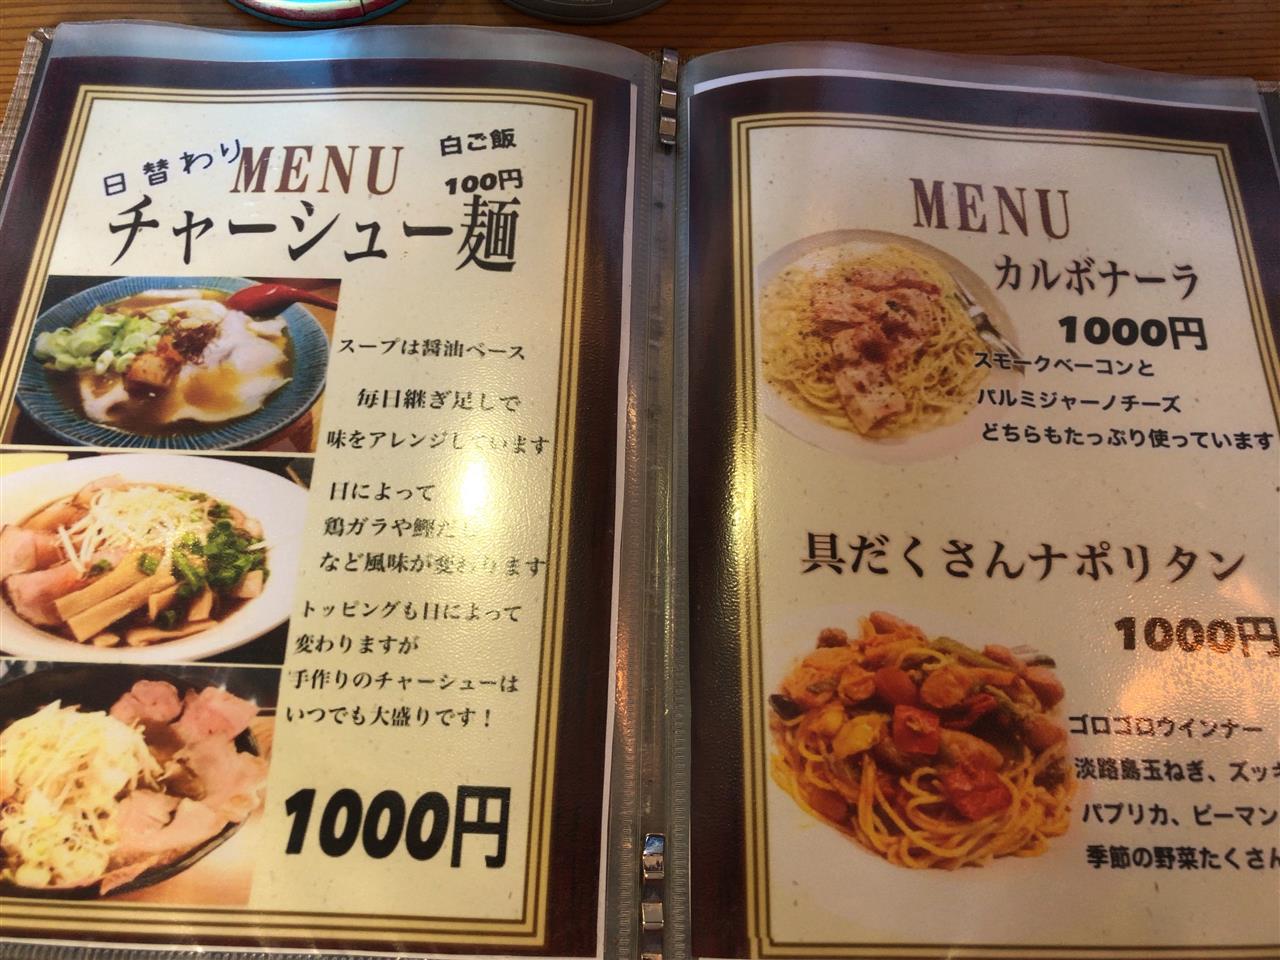 日替わりMENU
白ご飯
100円
チャーシュー麺
スープは醤油ベース
毎日継ぎ足しで
味をアレンジしています
日によって
鶏ガラや鰹だし
など風味が変わります
トッピングも日によって
変わりますが
手作りのチャーシューは
いつでも大盛りです！
1000円
MENU
カルボナーラ
1000円
スモークベーコンと
パルミジャーノチーズ
どちらもたっぷり使っています
具だくさんナポリタン
1000円
ゴロゴロウインナー
淡路島玉ねぎ、ズッキ
パプリカ、ピーマン
季節の野菜たくさん